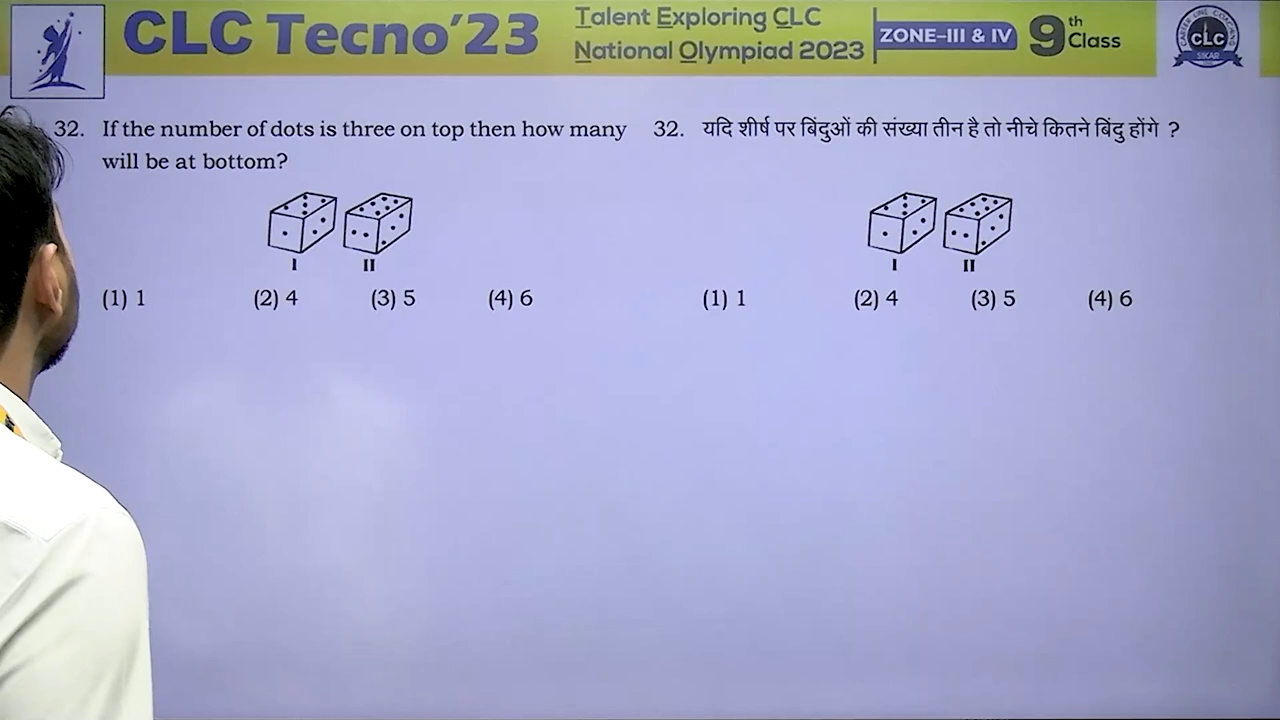 CLC Tecno'23
Talent Exploring CLC
National Olympiad 2023
ZONE-III & IV
9th Class
CLC
SIKAR
32. If the number of dots is three on top then how many
will be at bottom?
I II
(1) 1 (2) 4 (3) 5 (4) 6
32. यदि शीर्ष पर बिंदुओं की संख्या तीन है तो नीचे कितने बिंदु होंगे ?
I II
(1) 1 (2) 4 (3) 5 (4) 6